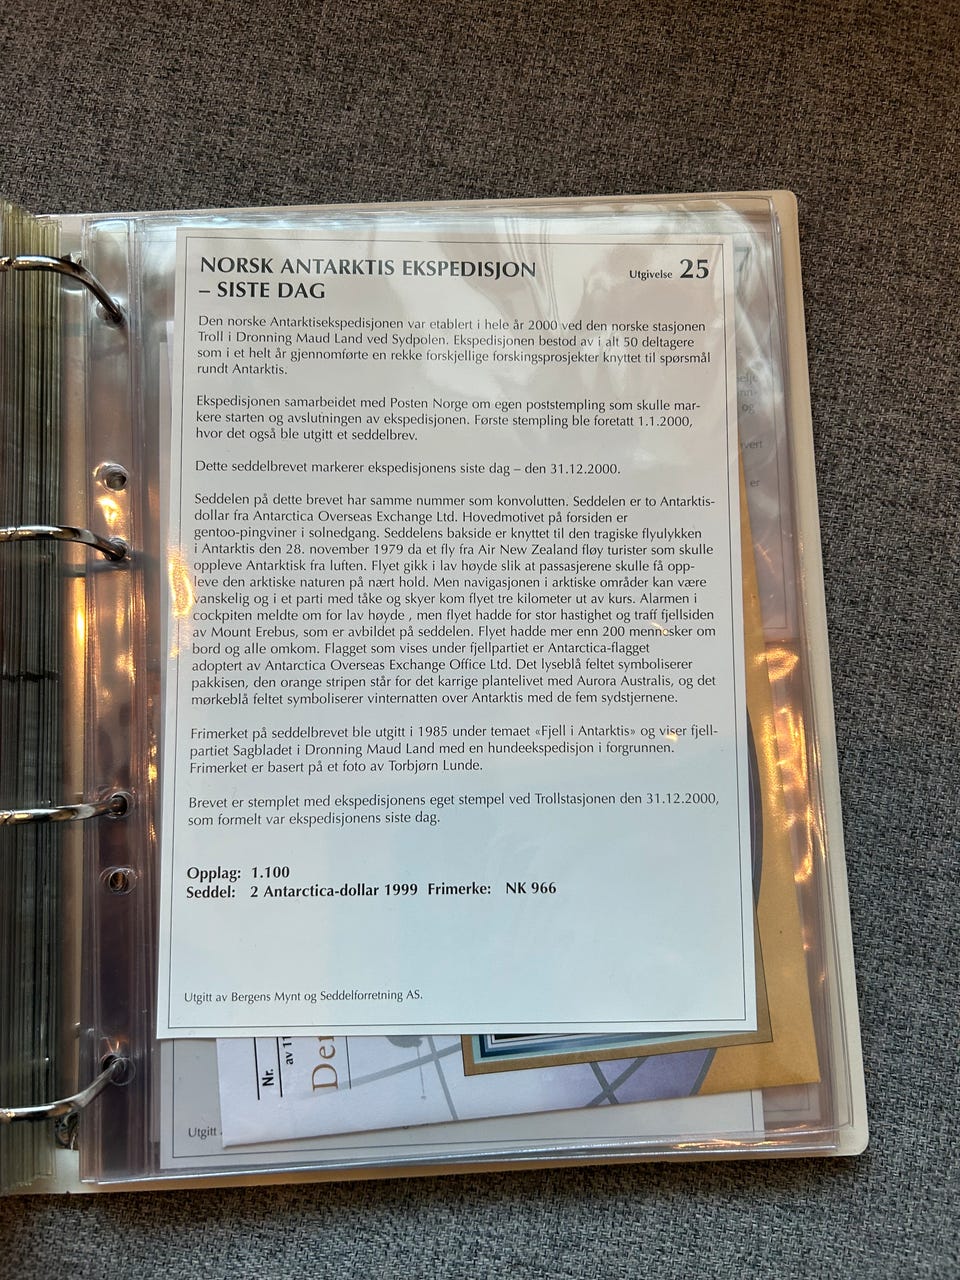 NORSK ANTARKTIS EKSPEDISJON
– SISTE DAG
Utgivelse 25
Den norske Antarktisekspedisjonen var etablert i hele år 2000 ved den norske stasjonen
Troll i Dronning Maud Land ved Sydpolen. Ekspedisjonen bestod av i alt 50 deltagere
som i et helt år gjennomførte en rekke forskjellige forskingsprosjekter knyttet til spørsmål
rundt Antarktis.
Ekspedisjonen samarbeidet med Posten Norge om egen poststempling som skulle mar-
kere starten og avslutningen av ekspedisjonen. Første stempling ble foretatt 1.1.2000,
hvor det også ble utgitt et seddelbrev.
Dette seddelbrevet markerer ekspedisjonens siste dag – den 31.12.2000.
Seddelen på dette brevet har samme nummer som konvolutten. Seddelen er to Antarktis-
dollar fra Antarctica Overseas Exchange Ltd. Hovedmotivet på forsiden er
gentoo-pingviner i solnedgang. Seddelens bakside er knyttet til den tragiske flyulykken
i Antarktis den 28. november 1979 da et fly fra Air New Zealand fløy turister som skulle
oppleve Antarktisk fra luften. Flyet gikk i lav høyde slik at passasjerene skulle få opp-
leve den arktiske naturen på nært hold. Men navigasjonen i arktiske områder kan være
vanskelig og i et parti med tåke og skyer kom flyet tre kilometer ut av kurs. Alarmen i
cockpiten meldte om for lav høyde , men flyet hadde for stor hastighet og traff fjellsiden
av Mount Erebus, som er avbildet på seddelen. Flyet hadde mer enn 200 mennesker om
bord og alle omkom. Flagget som vises under fjellpartiet er Antarctica-flagget
adoptert av Antarctica Overseas Exchange Office Ltd. Det lyseblå feltet symboliserer
pakkisen, den orange stripen står for det karrige plantelivet med Aurora Australis, og det
mørkeblå feltet symboliserer vinternatten over Antarktis med de fem sydstjernene.
Frimerket på seddelbrevet ble utgitt i 1985 under temaet «Fjell i Antarktis» og viser fjell-
partiet Sagbladet i Dronning Maud Land med en hundeekspedisjon i forgrunnen.
Frimerket er basert på et foto av Torbjørn Lunde.
Brevet er stemplet med ekspedisjonens eget stempel ved Trollstasjonen den 31.12.2000,
som formelt var ekspedisjonens siste dag.
Opplag: 1.100
Seddel: 2 Antarctica-dollar 1999 Frimerke: NK 966
Utgitt av Bergens Mynt og Seddelforretning AS.
Nr.
av 11
Der
Utgitt
7
og
vert
er